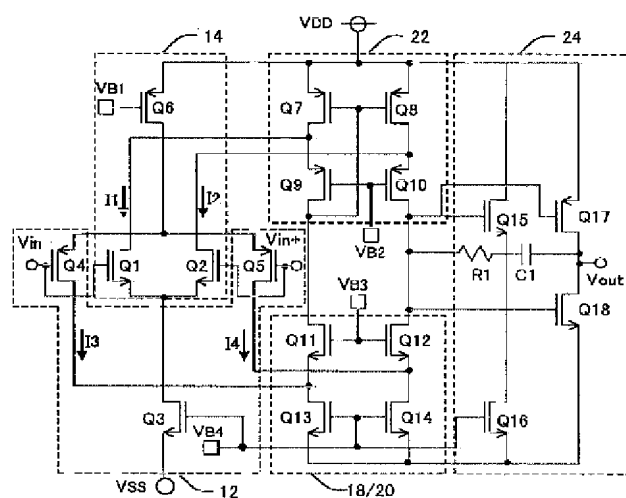 14
VDD
22
24
VB1
Q6
Q7
Q8
I1
I2
Q9
Q10
Q15
Q17
Vin
Vin+
Q4
Q1
Q2
Q5
VB2
R1
C1
Vout
VB3
Q18
I3
I4
Q11
Q12
Q3
Q13
Q14
Q16
VB4
VSS
12
18/20